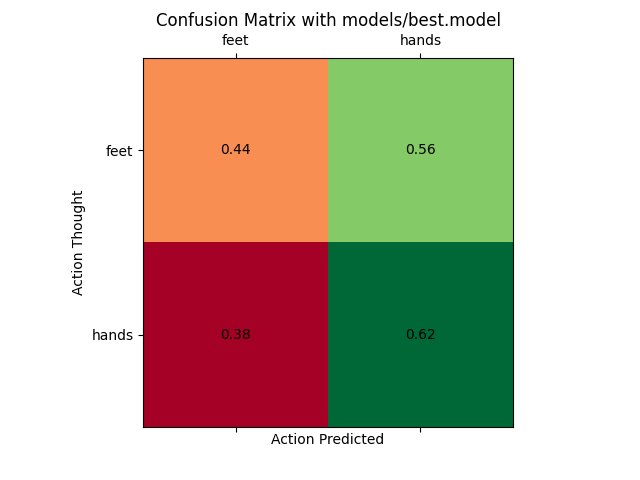 Confusion Matrix with models/best.model
feet hands
feet 0.44 0.56
Action Thought
hands 0.38 0.62
Action Predicted